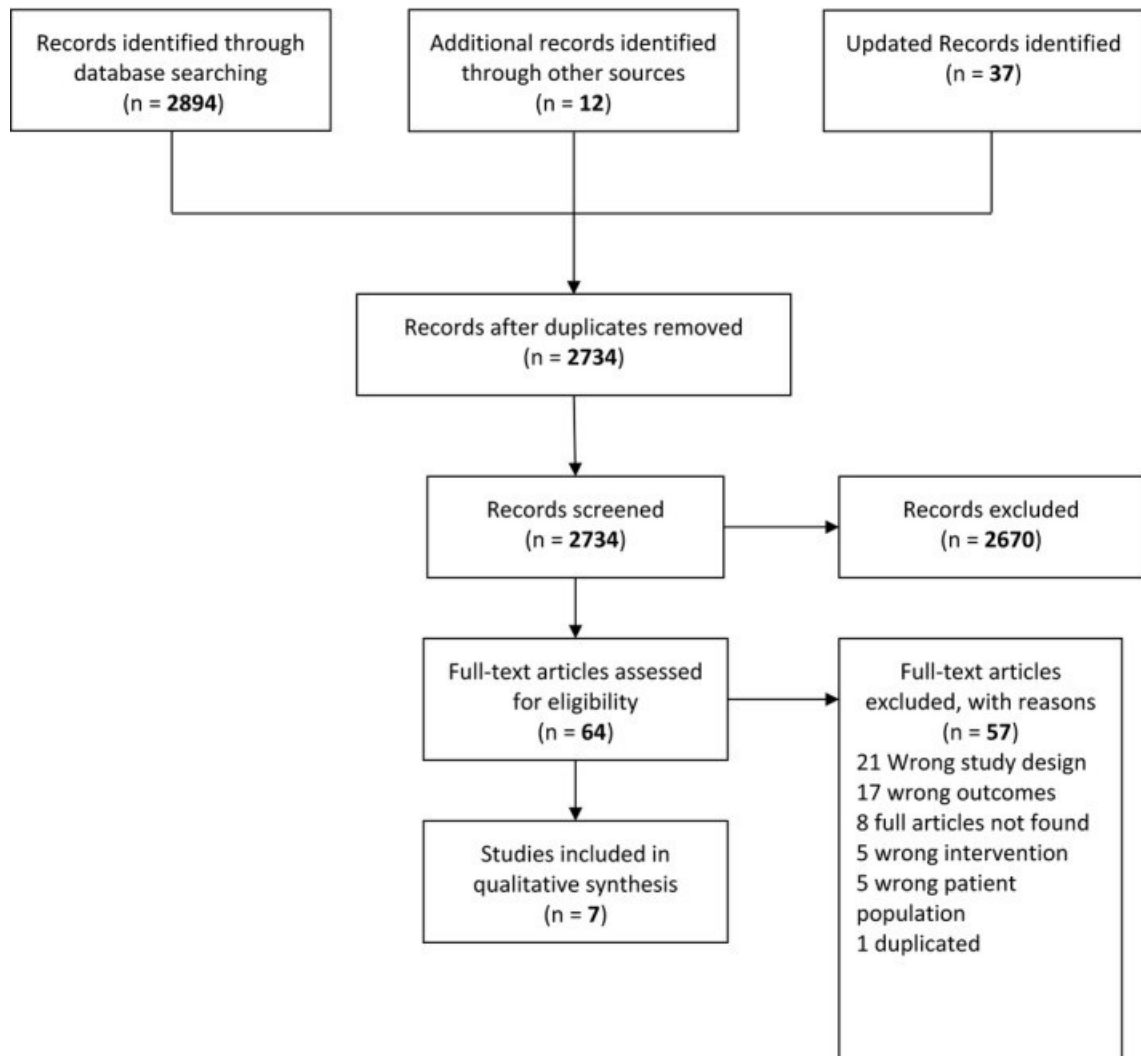 Records identified through
database searching
(n = 2894)
Additional records identified
through other sources
(n = 12)
Updated Records identified
(n = 37)
Records after duplicates removed
(n = 2734)
Records screened
(n = 2734)
Records excluded
(n = 2670)
Full-text articles assessed
for eligibility
(n = 64)
Full-text articles
excluded, with reasons
(n = 57)
21 Wrong study design
17 wrong outcomes
8 full articles not found
5 wrong intervention
5 wrong patient
population
1 duplicated
Studies included in
qualitative synthesis
(n = 7)